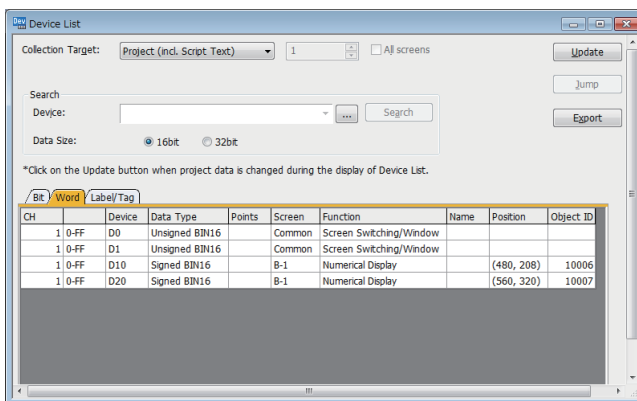 Dev Device List
Collection Target: Project (incl. Script Text) 1 All screens Update
Jump
Search
Device: ... Search Export
Data Size: 16bit 32bit
*Click on the Update button when project data is changed during the display of Device List.
Bit Word Label/Tag
CH Device Data Type Points Screen Function Name Position Object ID
1 0-FF D0 Unsigned BIN16 Common Screen Switching/Window
1 0-FF D1 Unsigned BIN16 Common Screen Switching/Window
1 0-FF D10 Signed BIN16 B-1 Numerical Display (480, 208) 10006
1 0-FF D20 Signed BIN16 B-1 Numerical Display (560, 320) 10007